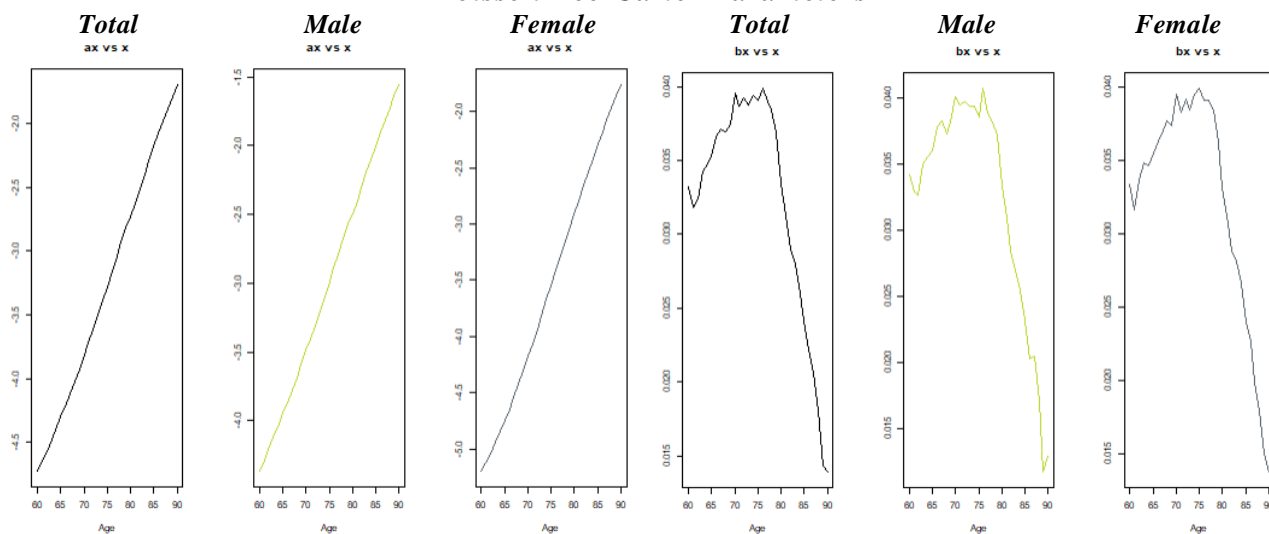 Total Male Female Total Male Female
ax vs x ax vs x ax vs x bx vs x bx vs x bx vs x
-2.0 -2.5 -3.0 -3.5 -4.0 -4.5
60 65 70 75 80 85 90
Age
-1.5 -2.0 -2.5 -3.0 -3.5 -4.0
60 65 70 75 80 85 90
Age
-2.0 -2.5 -3.0 -3.5 -4.0 -4.5 -5.0
60 65 70 75 80 85 90
Age
0.040 0.035 0.030 0.025 0.020 0.015
60 65 70 75 80 85 90
Age
0.040 0.035 0.030 0.025 0.020 0.015
60 65 70 75 80 85 90
Age
0.040 0.035 0.030 0.025 0.020 0.015
60 65 70 75 80 85 90
Age